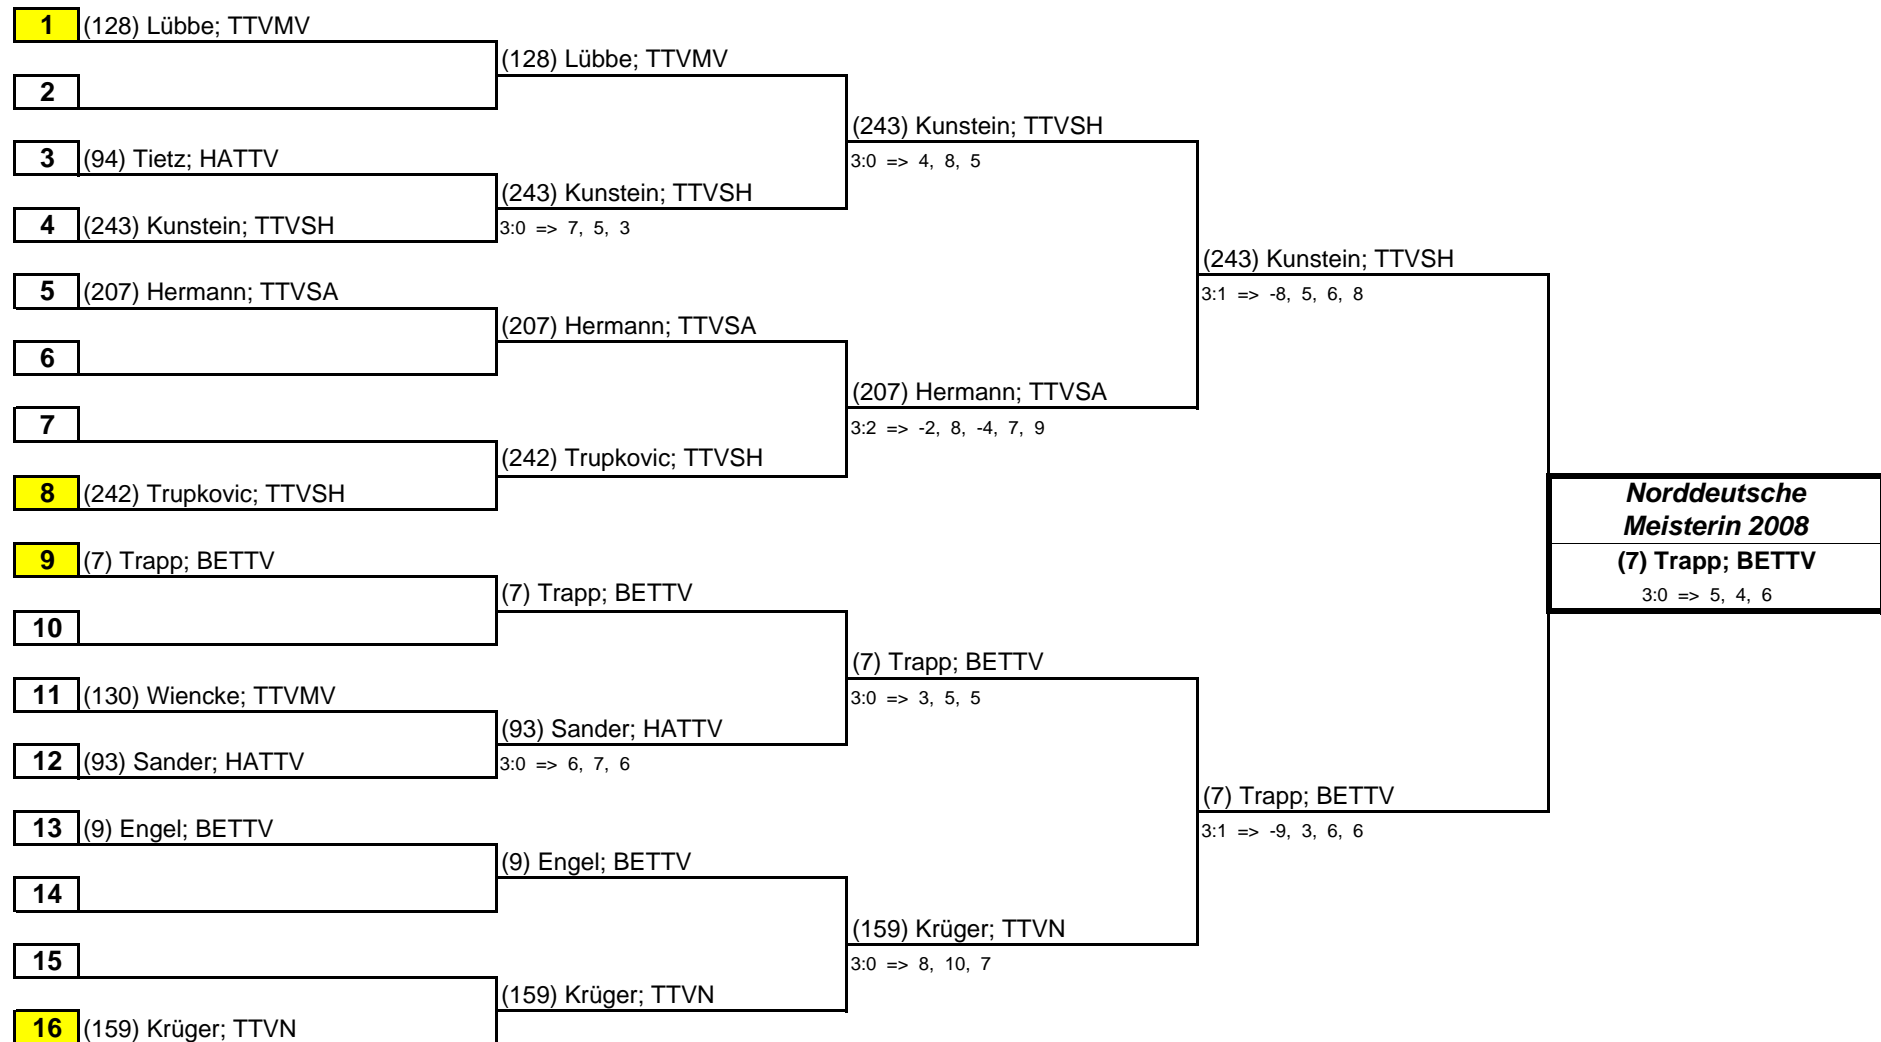 1 (128) Lübbe; TTVMV
(128) Lübbe; TTVMV
2
(243) Kunstein; TTVSH
3 (94) Tietz; HATTV
3:0 => 4, 8, 5
(243) Kunstein; TTVSH
4 (243) Kunstein; TTVSH
3:0 => 7, 5, 3
(243) Kunstein; TTVSH
5 (207) Hermann; TTVSA
3:1 => -8, 5, 6, 8
(207) Hermann; TTVSA
6
(207) Hermann; TTVSA
7
3:2 => -2, 8, -4, 7, 9
(242) Trupkovic; TTVSH
8 (242) Trupkovic; TTVSH
Norddeutsche
Meisterin 2008
9 (7) Trapp; BETTV
(7) Trapp; BETTV
3:0 => 5, 4, 6
(7) Trapp; BETTV
10
(7) Trapp; BETTV
11 (130) Wiencke; TTVMV
3:0 => 3, 5, 5
(93) Sander; HATTV
12 (93) Sander; HATTV
3:0 => 6, 7, 6
(7) Trapp; BETTV
13 (9) Engel; BETTV
3:1 => -9, 3, 6, 6
(9) Engel; BETTV
14
(159) Krüger; TTVN
15
3:0 => 8, 10, 7
(159) Krüger; TTVN
16 (159) Krüger; TTVN